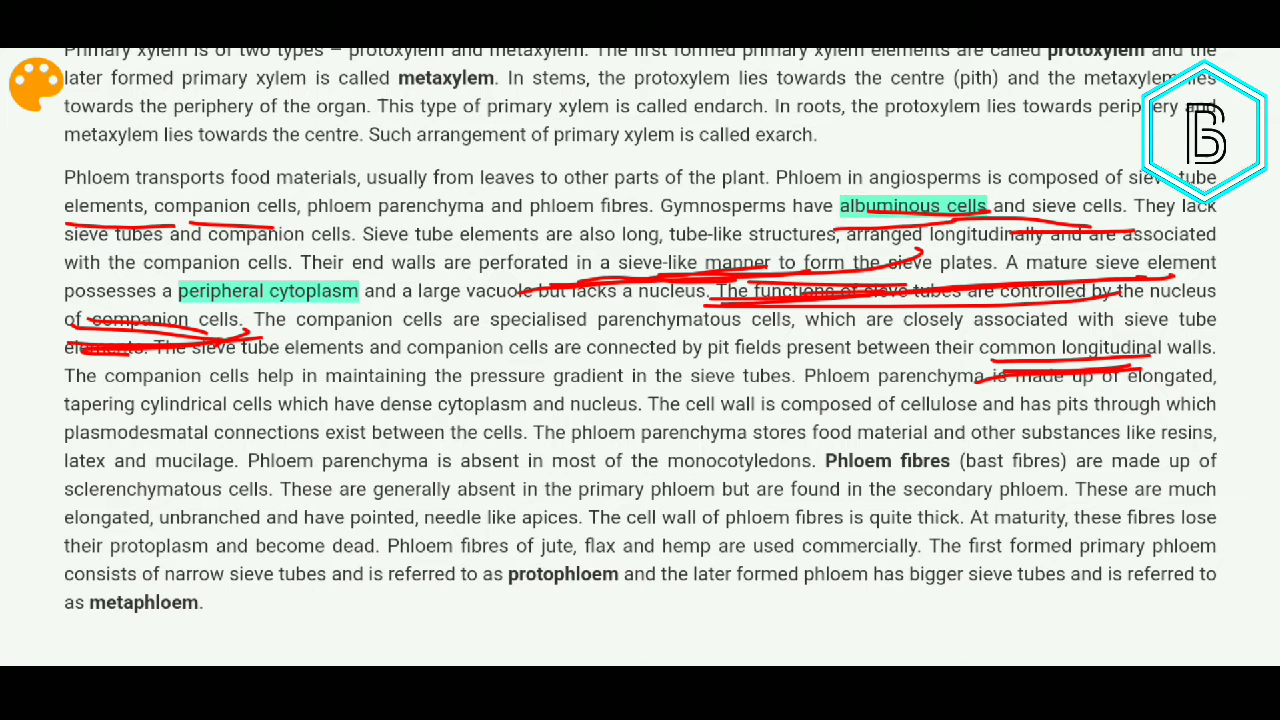 Primary xylem is of two types – protoxylem and metaxylem. The first formed primary xylem elements are called protoxylem and the
later formed primary xylem is called metaxylem. In stems, the protoxylem lies towards the centre (pith) and the metaxylem lies
towards the periphery of the organ. This type of primary xylem is called endarch. In roots, the protoxylem lies towards periphery and
metaxylem lies towards the centre. Such arrangement of primary xylem is called exarch.
Phloem transports food materials, usually from leaves to other parts of the plant. Phloem in angiosperms is composed of sieve tube
elements, companion cells, phloem parenchyma and phloem fibres. Gymnosperms have albuminous cells and sieve cells. They lack
sieve tubes and companion cells. Sieve tube elements are also long, tube-like structures, arranged longitudinally and are associated
with the companion cells. Their end walls are perforated in a sieve-like manner to form the sieve plates. A mature sieve element
possesses a peripheral cytoplasm and a large vacuole but lacks a nucleus. The functions of sieve tubes are controlled by the nucleus
of companion cells. The companion cells are specialised parenchymatous cells, which are closely associated with sieve tube
elements. The sieve tube elements and companion cells are connected by pit fields present between their common longitudinal walls.
The companion cells help in maintaining the pressure gradient in the sieve tubes. Phloem parenchyma is made up of elongated,
tapering cylindrical cells which have dense cytoplasm and nucleus. The cell wall is composed of cellulose and has pits through which
plasmodesmatal connections exist between the cells. The phloem parenchyma stores food material and other substances like resins,
latex and mucilage. Phloem parenchyma is absent in most of the monocotyledons. Phloem fibres (bast fibres) are made up of
sclerenchymatous cells. These are generally absent in the primary phloem but are found in the secondary phloem. These are much
elongated, unbranched and have pointed, needle like apices. The cell wall of phloem fibres is quite thick. At maturity, these fibres lose
their protoplasm and become dead. Phloem fibres of jute, flax and hemp are used commercially. The first formed primary phloem
consists of narrow sieve tubes and is referred to as protophloem and the later formed phloem has bigger sieve tubes and is referred to
as metaphloem.
B